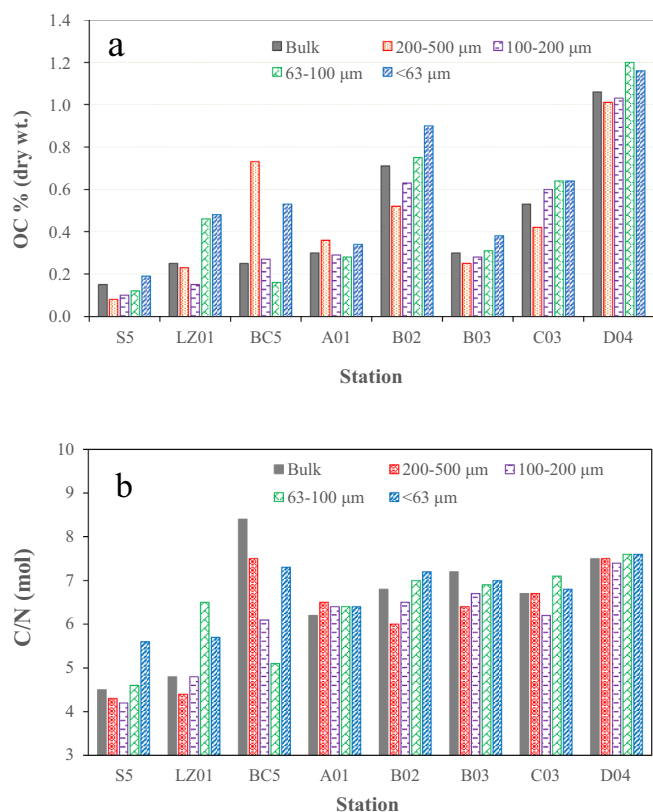 a
Bulk 200-500 μm 100-200 μm
63-100 μm <63 μm
OC % (dry wt.)
1.4
1.2
1.0
0.8
0.6
0.4
0.2
0.0
S5 LZ01 BC5 A01 B02 B03 C03 D04
Station
b
Bulk 200-500 μm 100-200 μm
63-100 μm <63 μm
C/N (mol)
10
9
8
7
6
5
4
3
S5 LZ01 BC5 A01 B02 B03 C03 D04
Station